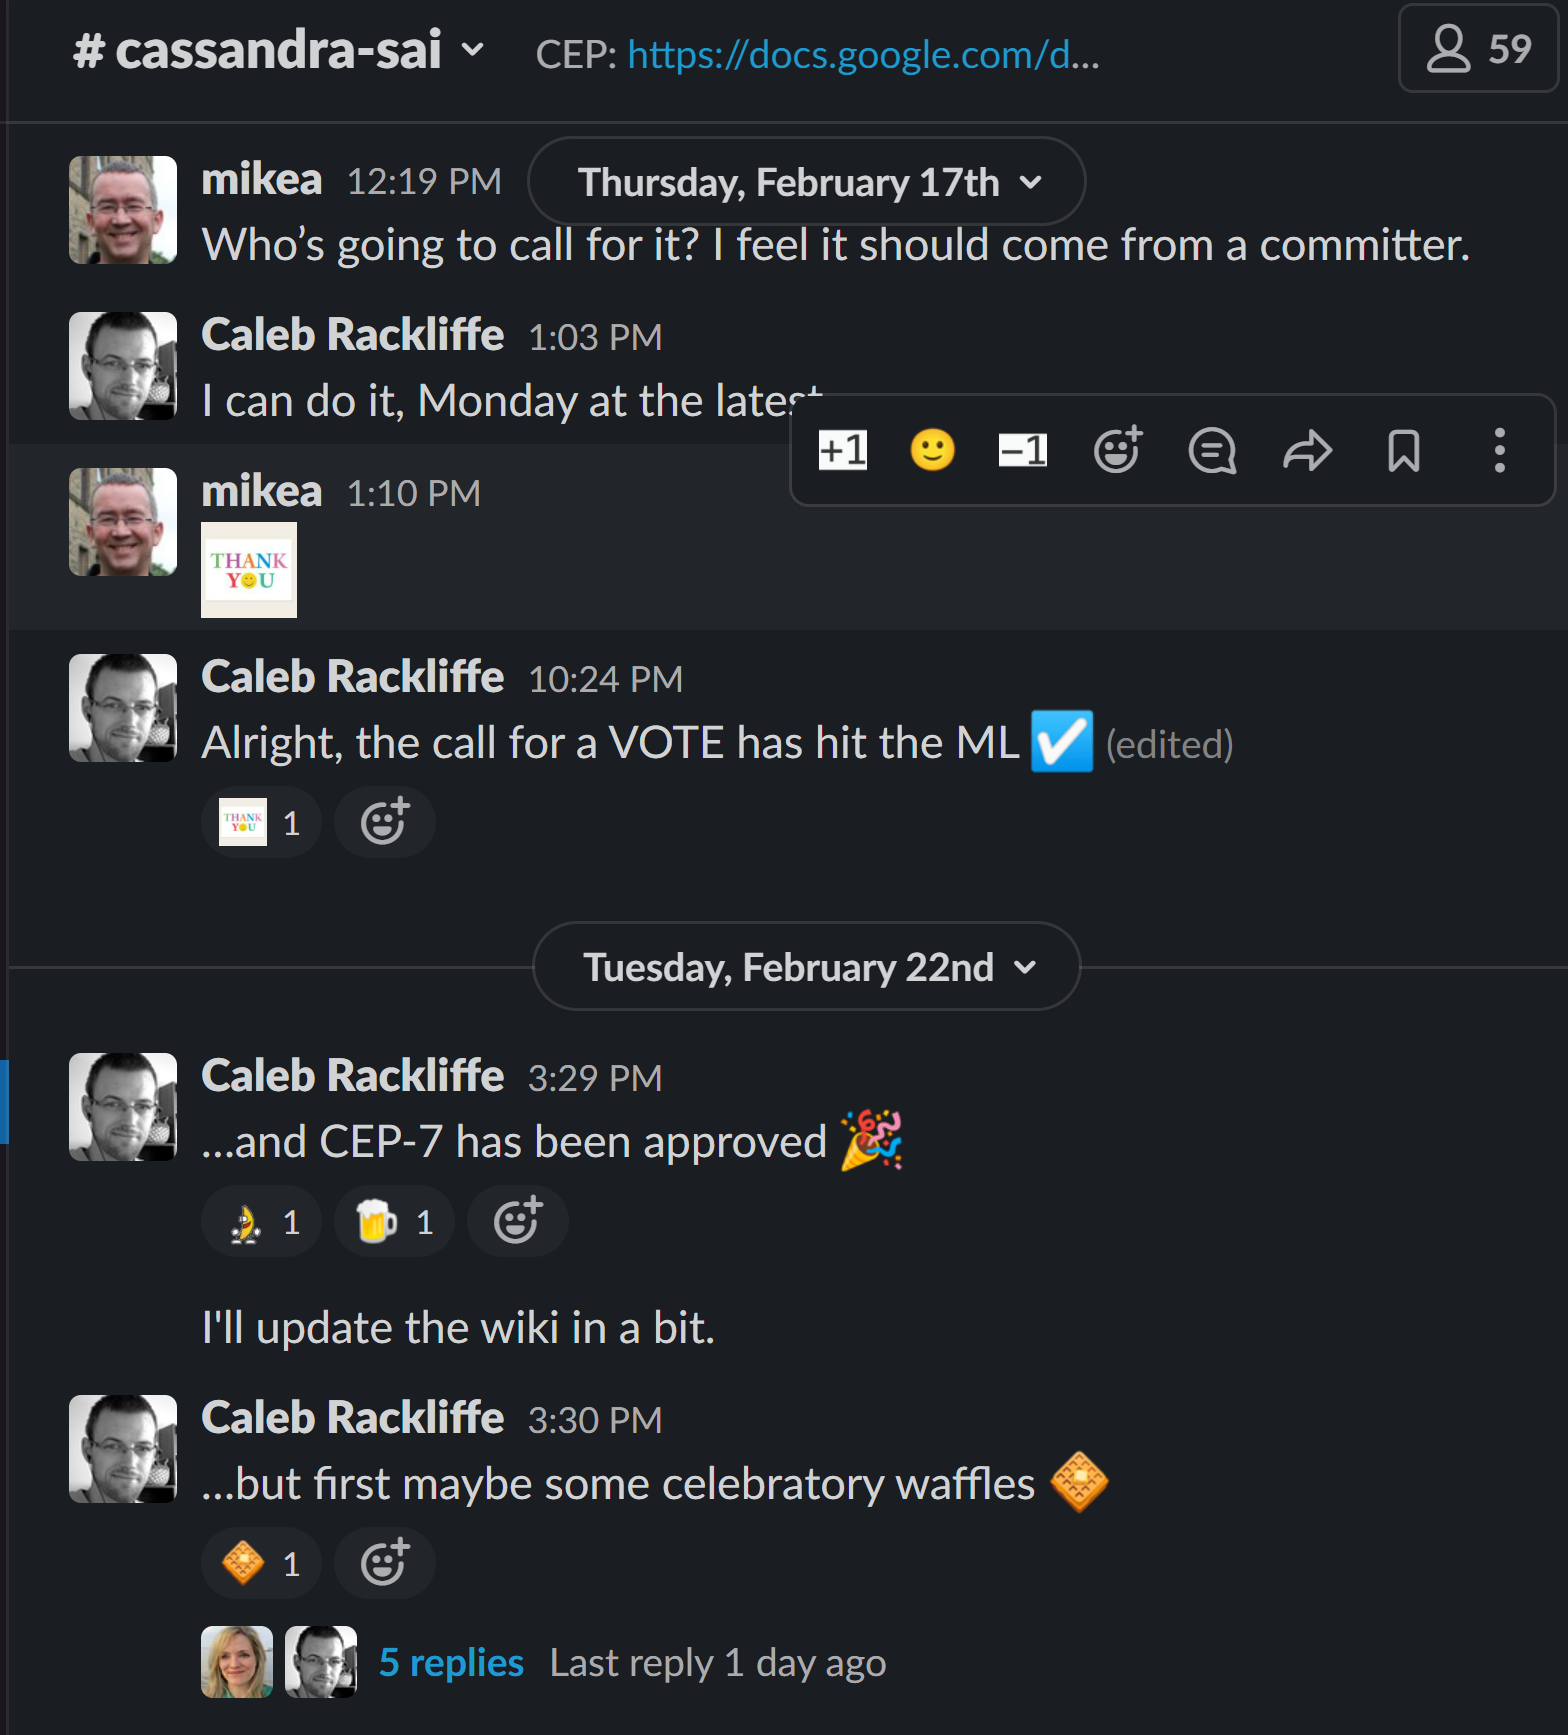 # cassandra-sai CEP: https://docs.google.com/d... 59
mikea 12:19 PM
Thursday, February 17th
Who's going to call for it? I feel it should come from a committer.
Caleb Rackliffe 1:03 PM
I can do it, Monday at the latest
+1 −1
mikea 1:10 PM
THANK
YOU
Caleb Rackliffe 10:24 PM
Alright, the call for a VOTE has hit the ML (edited)
THANK
YOU
1
Tuesday, February 22nd
Caleb Rackliffe 3:29 PM
...and CEP-7 has been approved
1 1
I'll update the wiki in a bit.
Caleb Rackliffe 3:30 PM
...but first maybe some celebratory waffles
1
5 replies Last reply 1 day ago